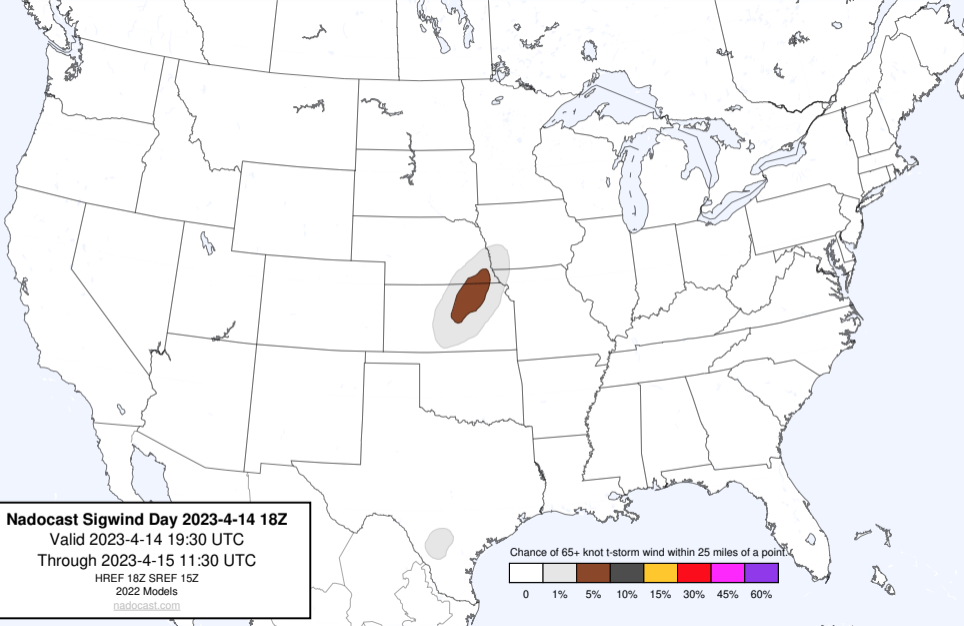 Nadocast Sigwind Day 2023-4-14 18Z
Valid 2023-4-14 19:30 UTC
Through 2023-4-15 11:30 UTC
HREF 18Z SREF 15Z
2022 Models
nadocast.com
Chance of 65+ knot t-storm wind within 25 miles of a point.
0 1% 5% 10% 15% 30% 45% 60%